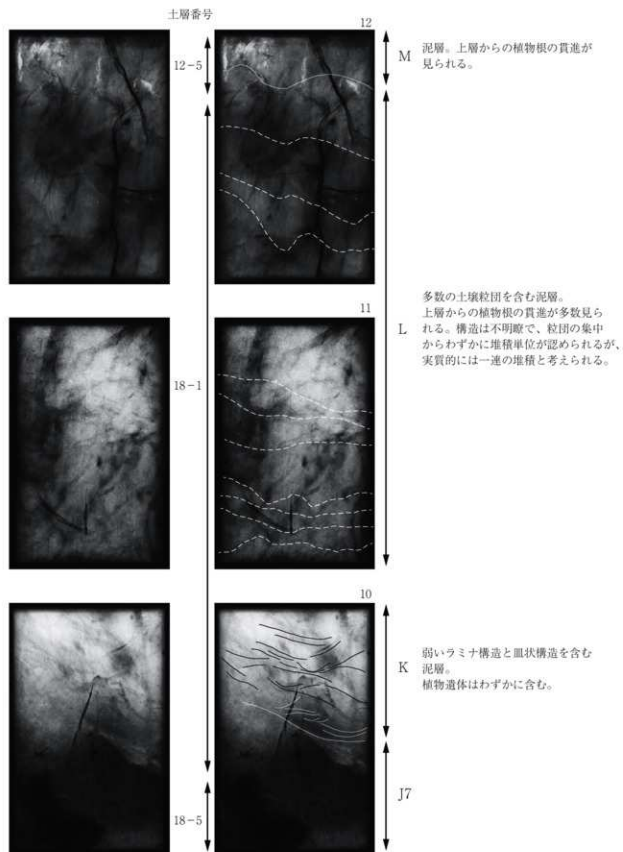 土層番号
12
12-5
M
泥層。上層からの植物根の貫進が
見られる。
11
18-1
L
多数の土壌粒団を含む泥層。
上層からの植物根の貫進が多数見ら
れる。構造は不明瞭で、粒団の集中
からわずかに堆積単位が認められるが、
実質的には一連の堆積と考えられる。
10
K
弱いラミナ構造と皿状構造を含む
泥層。
植物遺体はわずかに含む。
J7
18-5